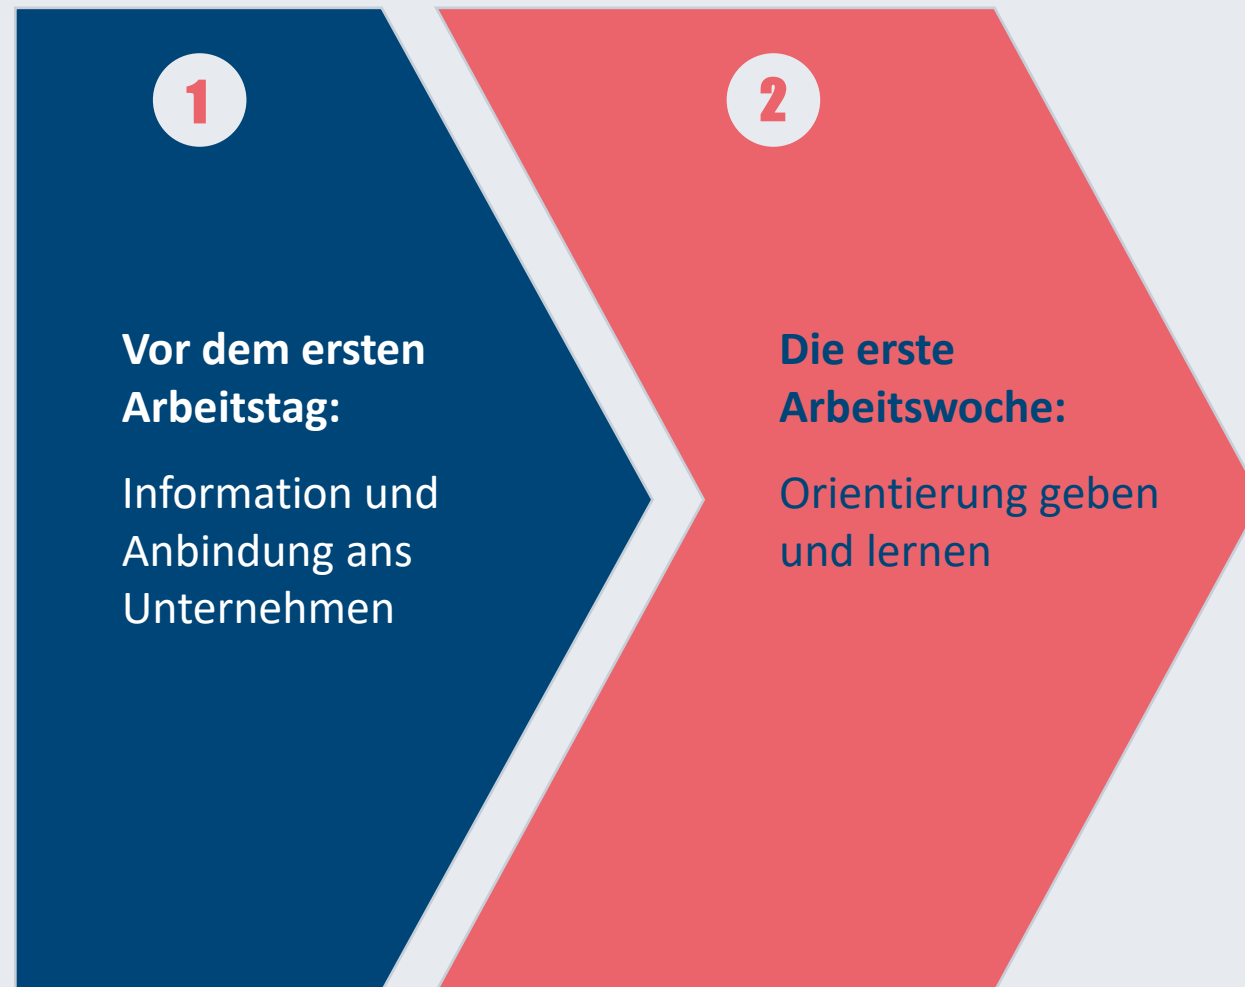 1
Vor dem ersten
Arbeitstag:
Information und
Anbindung ans
Unternehmen
2
Die erste
Arbeitswoche:
Orientierung geben
und lernen